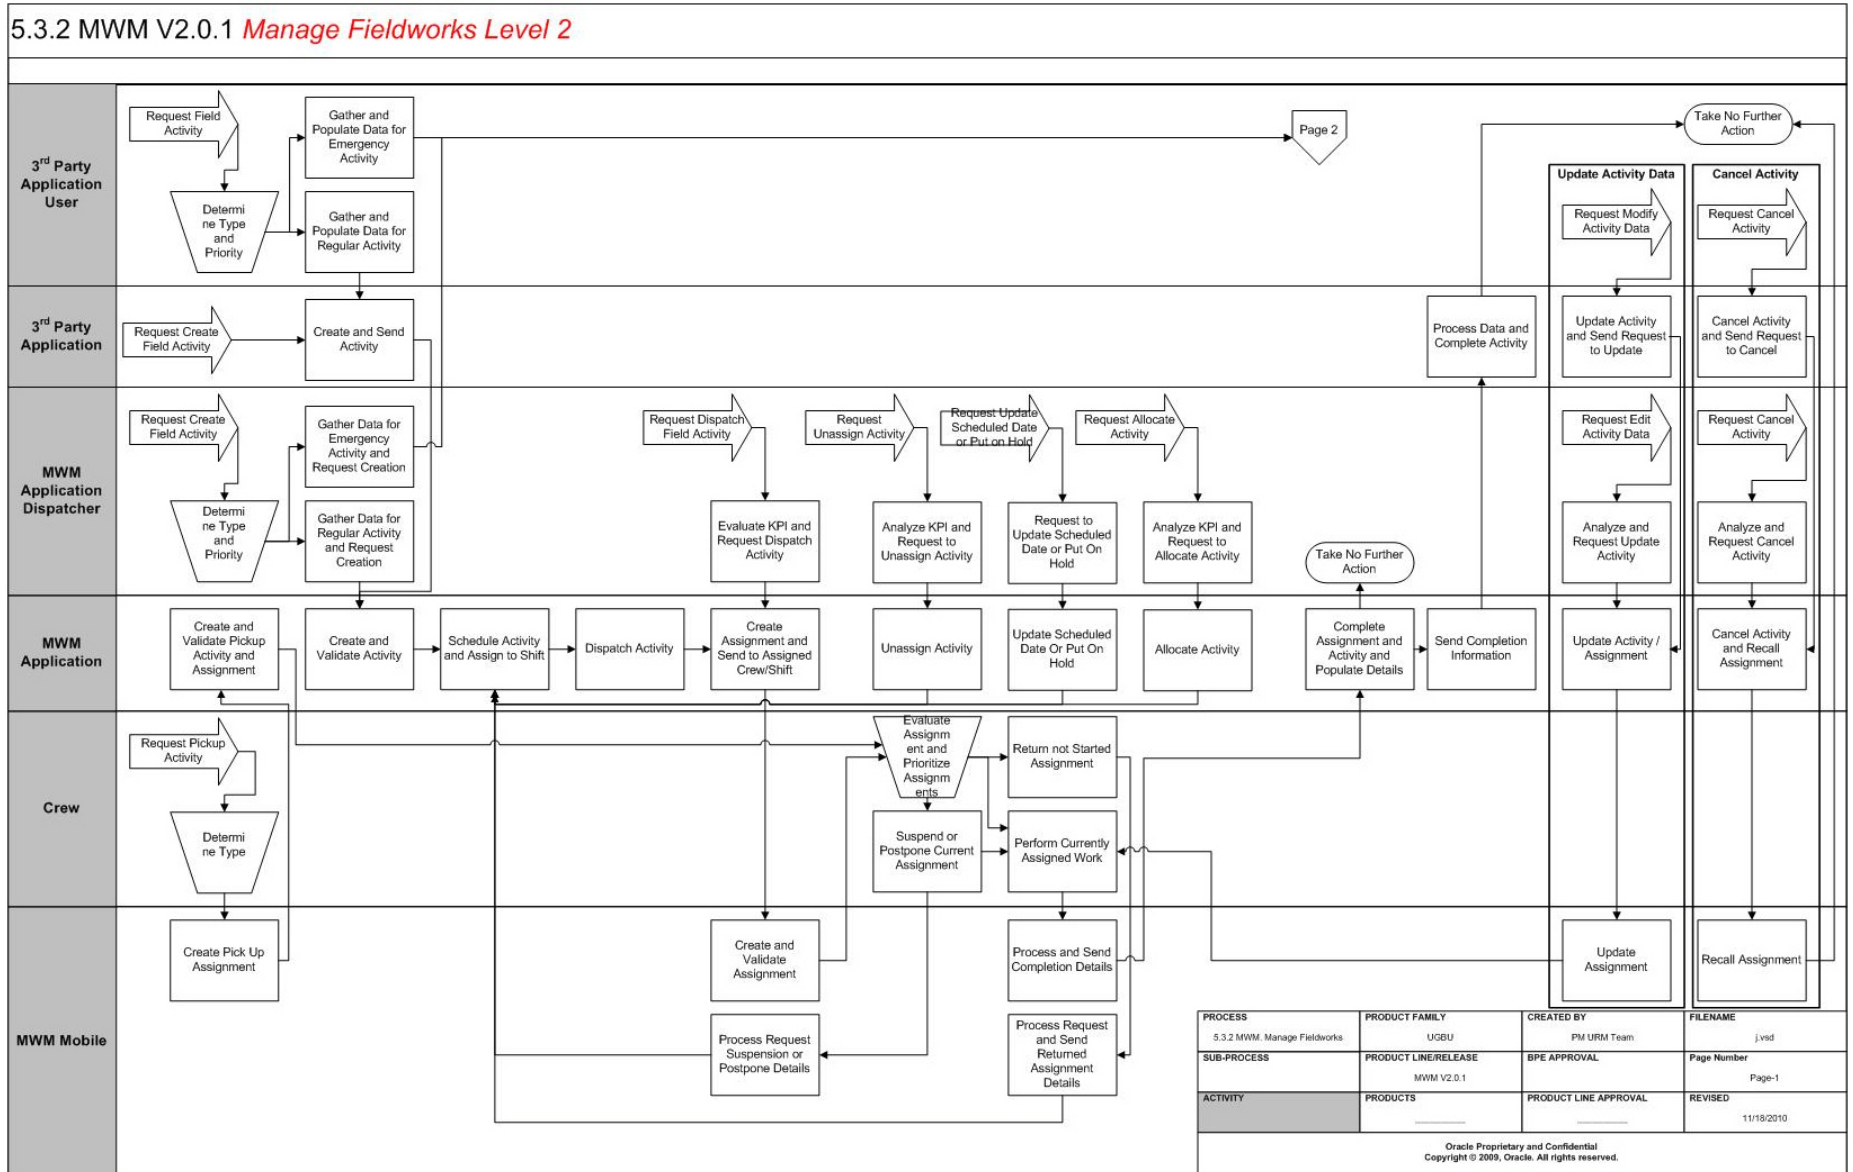 5.3.2 MWM V2.0.1 Manage Fieldworks Level 2
3rd Party
Application
User
Request Field
Activity
Determi
ne Type
and
Priority
Gather and
Populate Data for
Emergency
Activity
Gather and
Populate Data for
Regular Activity
Page 2
Take No Further
Action
Update Activity Data
Request Modify
Activity Data
Cancel Activity
Request Cancel
Activity
3rd Party
Application
Request Create
Field Activity
Create and Send
Activity
Process Data and
Complete Activity
Update Activity
and Send Request
to Update
Cancel Activity
and Send Request
to Cancel
MWM
Application
Dispatcher
Request Create
Field Activity
Determi
ne Type
and
Priority
Gather Data for
Emergency
Activity and
Request Creation
Gather Data for
Regular Activity
and Request
Creation
Request Dispatch
Field Activity
Evaluate KPI and
Request Dispatch
Activity
Request
Unassign Activity
Analyze KPI and
Request to
Unassign Activity
Request Update
Scheduled Date
or Put on Hold
Request to
Update Scheduled
Date or Put On
Hold
Request Allocate
Activity
Analyze KPI and
Request to
Allocate Activity
Take No Further
Action
Request Edit
Activity Data
Analyze and
Request Update
Activity
Request Cancel
Activity
Analyze and
Request Cancel
Activity
MWM
Application
Create and
Validate Pickup
Activity and
Assignment
Create and
Validate Activity
Schedule Activity
and Assign to Shift
Dispatch Activity
Create
Assignment and
Send to Assigned
Crew/Shift
Unassign Activity
Update Scheduled
Date Or Put On
Hold
Allocate Activity
Complete
Assignment and
Activity and
Populate Details
Send Completion
Information
Update Activity /
Assignment
Cancel Activity
and Recall
Assignment
Crew
Request Pickup
Activity
Determi
ne Type
Evaluate
Assignm
ent and
Prioritize
Assignm
ents
Return not Started
Assignment
Suspend or
Postpone Current
Assignment
Perform Currently
Assigned Work
MWM Mobile
Create Pick Up
Assignment
Create and
Validate
Assignment
Process and Send
Completion Details
Update
Assignment
Recall Assignment
Process Request
Suspension or
Postpone Details
Process Request
and Send
Returned
Assignment
Details
PROCESS
5.3.2 MWM. Manage Fieldworks
PRODUCT FAMILY
UGBU
CREATED BY
PM URM Team
FILENAME
j.vsd
SUB-PROCESS
PRODUCT LINE/RELEASE
MWM V2.0.1
BPE APPROVAL
Page Number
Page-1
ACTIVITY
PRODUCTS
PRODUCT LINE APPROVAL
REVISED
11/18/2010
Oracle Proprietary and Confidential
Copyright © 2009, Oracle. All rights reserved.